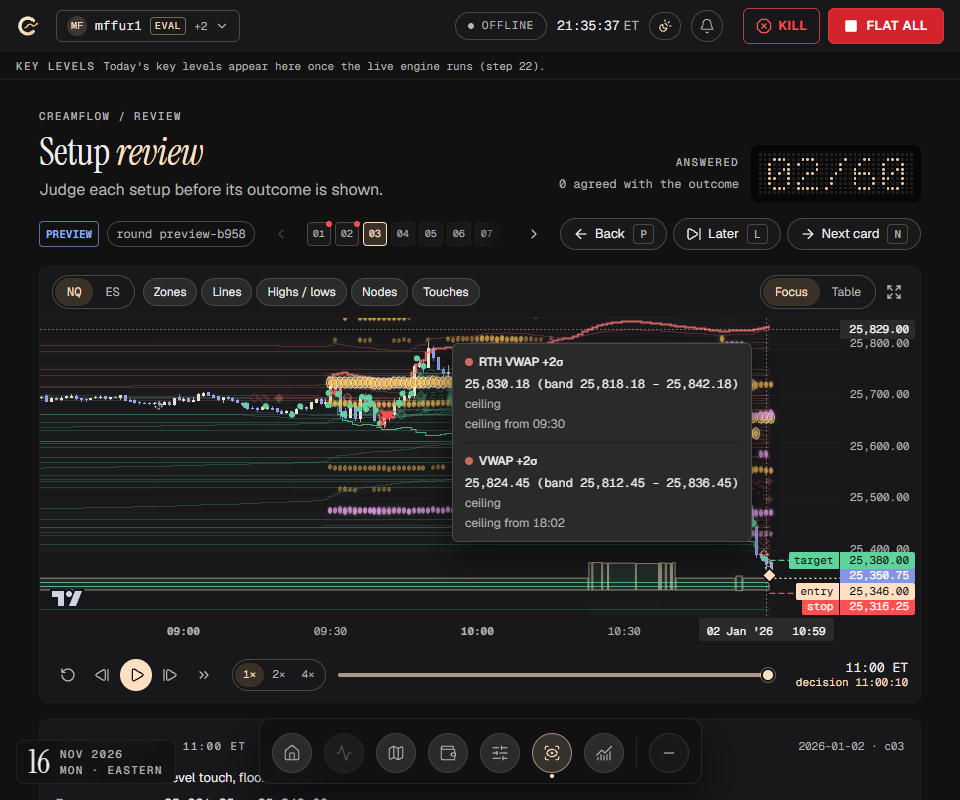 MF mffur1 EVAL +2
OFFLINE
21:35:37 ET
KILL
FLAT ALL
KEY LEVELS Today's key levels appear here once the live engine runs (step 22).
CREAMFLOW / REVIEW
Setup review
Judge each setup before its outcome is shown.
ANSWERED
0 agreed with the outcome
02/60
PREVIEW
round preview-b958
01 02 03 04 05 06 07
Back P
Later L
Next card N
NQ ES
Zones
Lines
Highs / lows
Nodes
Touches
Focus Table
25,829.00
25,800.00
25,700.00
25,600.00
25,500.00
25,400.00
RTH VWAP +2σ
25,830.18 (band 25,818.18 – 25,842.18)
ceiling
ceiling from 09:30
VWAP +2σ
25,824.45 (band 25,812.45 – 25,836.45)
ceiling
ceiling from 18:02
target 25,380.00
25,350.75
entry 25,346.00
stop 25,316.25
09:00 09:30 10:00 10:30 02 Jan '26 10:59
1× 2× 4×
11:00 ET
decision 11:00:10
11:00 ET
2026-01-02 · c03
16 NOV 2026
MON · EASTERN